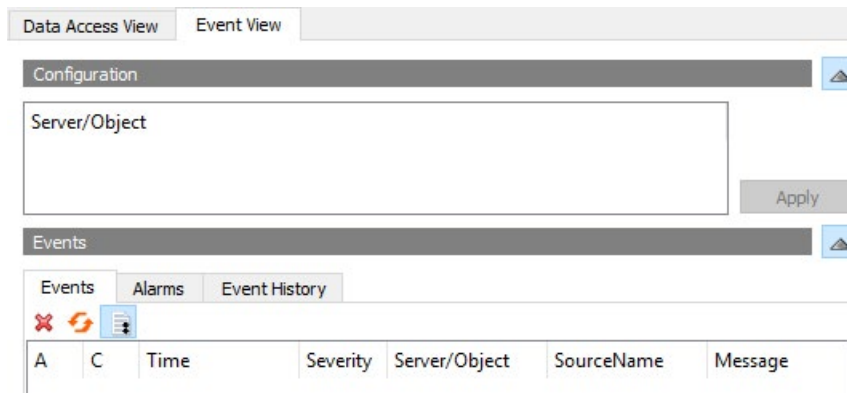 Data Access View Event View
Configuration
Server/Object
Apply
Events
Events Alarms Event History
A C Time Severity Server/Object SourceName Message